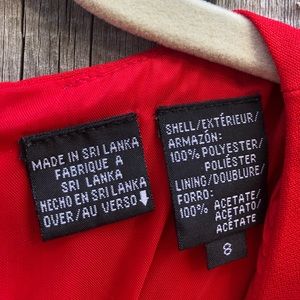 MADE IN SRI LANKA
FABRIQUE A
SRI LANKA
HECHO EN SRI LANKA
OVER/AU VERSO
SHELL/EXTÉRIEUR/
ARMAZÓN:
100% POLYESTER/
POLIÉSTER
LINING/DOUBLURE/
FORRO:
100% ACETATE/
ACETATO/
ACÉTATE
8